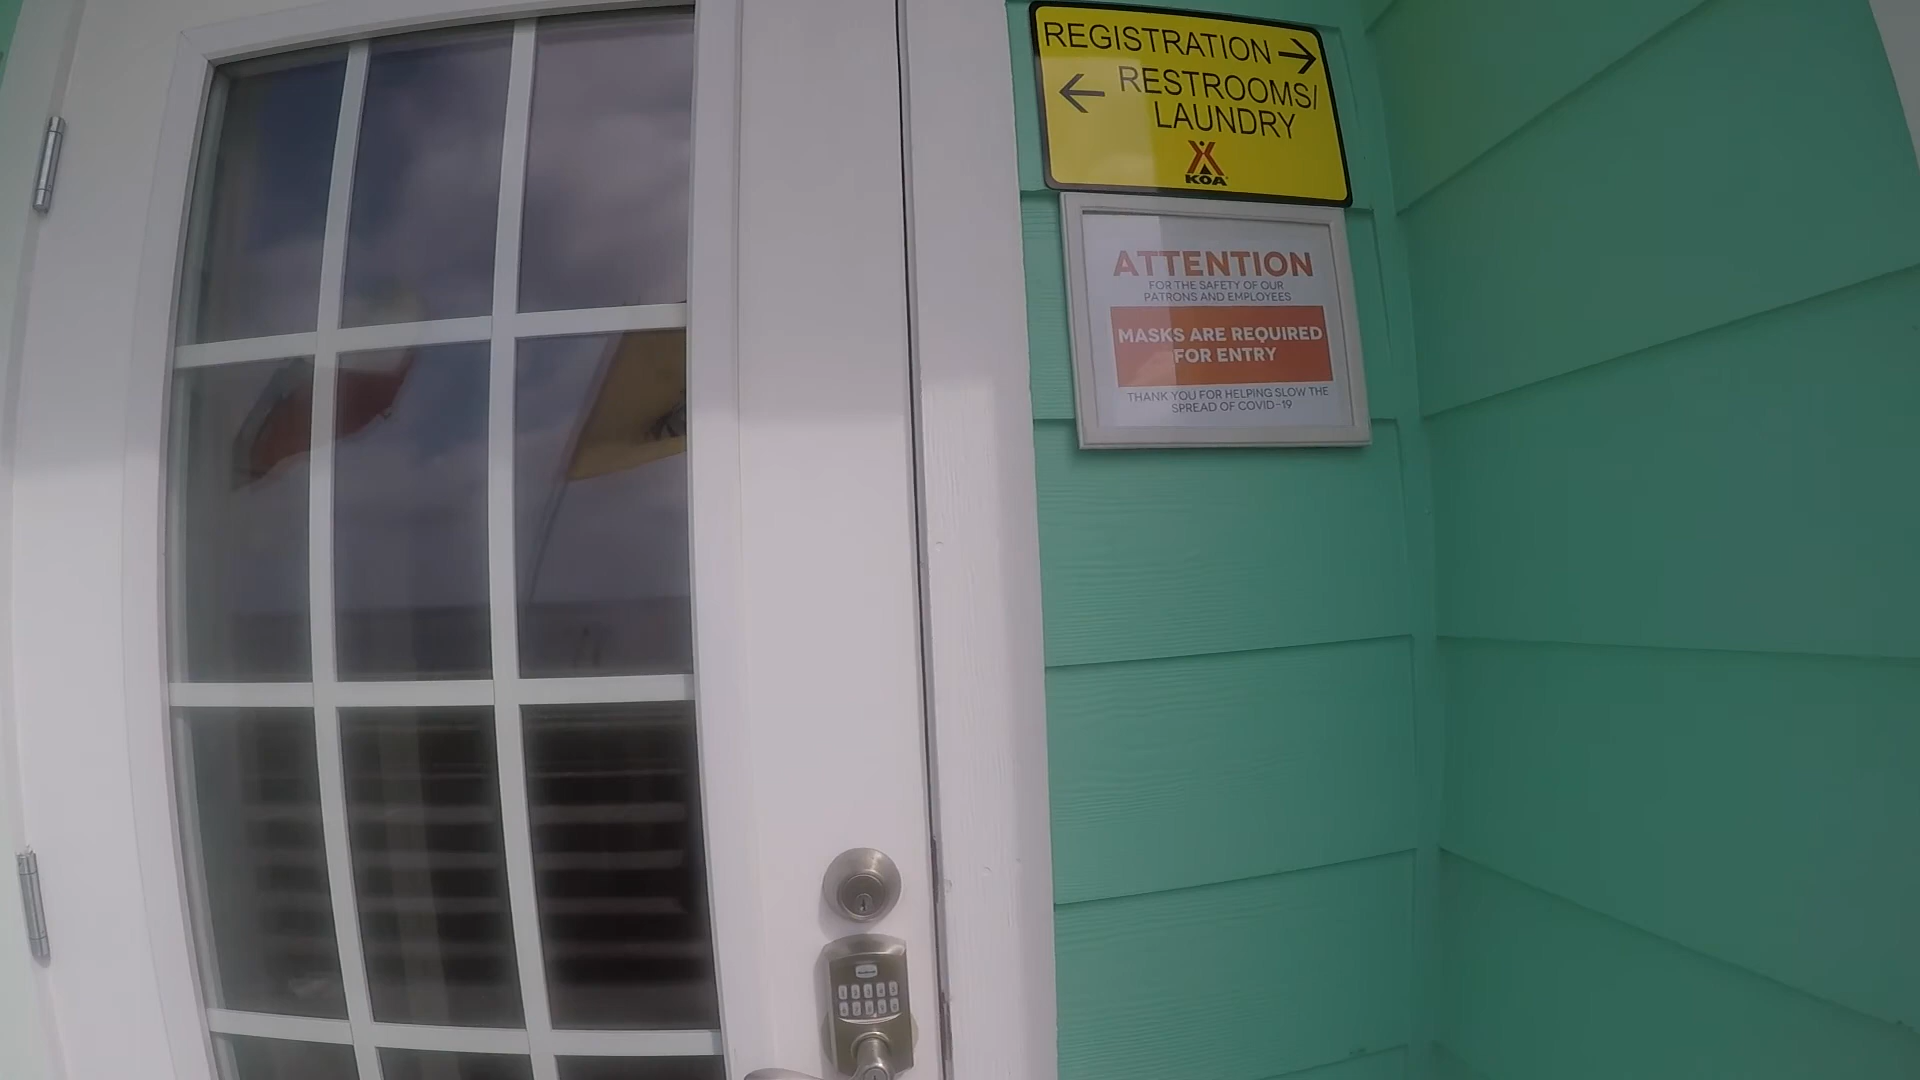 REGISTRATION →
← RESTROOMS/
LAUNDRY
KOA
ATTENTION
FOR THE SAFETY OF OUR
PATRONS AND EMPLOYEES
MASKS ARE REQUIRED
FOR ENTRY
THANK YOU FOR HELPING SLOW THE
SPREAD OF COVID-19